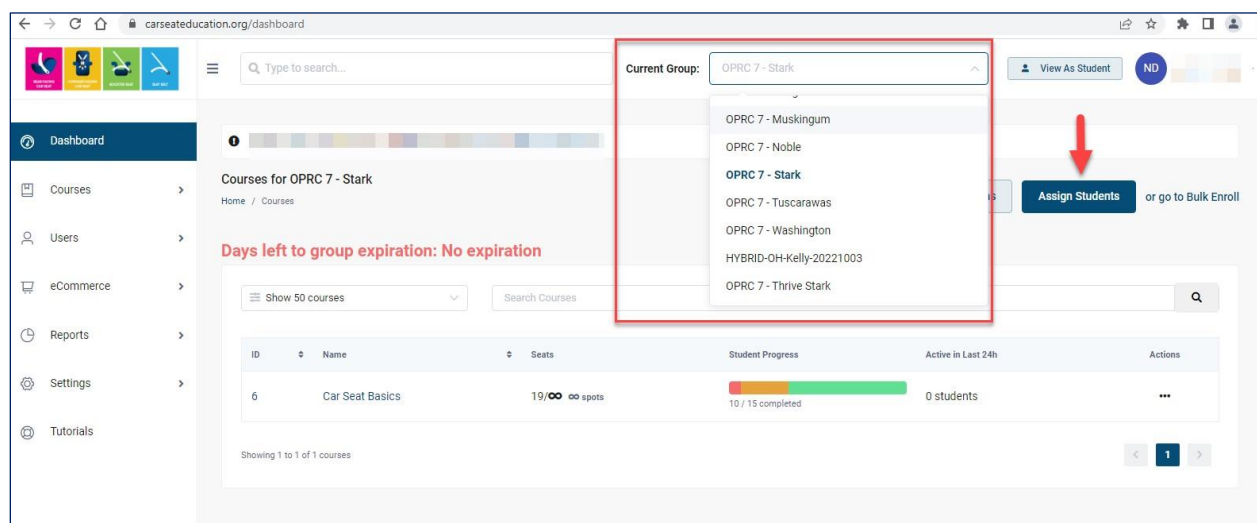 carseateducation.org/dashboard
Type to search...
Current Group:
OPRC 7 - Stark
View As Student
ND
OPRC 7 - Muskingum
OPRC 7 - Noble
OPRC 7 - Stark
OPRC 7 - Tuscarawas
OPRC 7 - Washington
HYBRID-OH-Kelly-20221003
OPRC 7 - Thrive Stark
Dashboard
Courses
Users
eCommerce
Reports
Settings
Tutorials
Courses for OPRC 7 - Stark
Home / Courses
Assign Students
or go to Bulk Enroll
Days left to group expiration: No expiration
Show 50 courses
Search Courses
ID Name Seats Student Progress Active in Last 24h Actions
6 Car Seat Basics 19/∞ ∞ spots 10 / 15 completed 0 students
Showing 1 to 1 of 1 courses
< 1 >